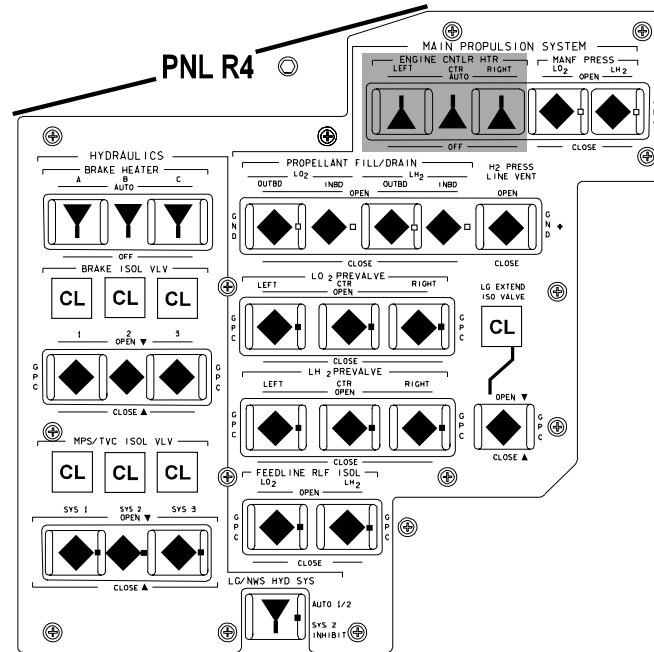 PNL R4
MAIN PROPULSION SYSTEM
ENGINE CNTLR HTR
MANF PRESS
LEFT CTR RIGHT
LO2 LH2
AUTO
OPEN
OFF
CLOSE
HYDRAULICS
BRAKE HEATER
A B C
AUTO
OFF
BRAKE ISOL VLV
CL CL CL
1 2 3
OPEN ▼
GPC GPC
CLOSE ▲
MPS/TVC ISOL VLV
CL CL CL
SYS 1 SYS 2 SYS 3
OPEN ▼
CLOSE ▲
PROPELLANT FILL/DRAIN
LO2 LH2
OUTBD INBD OUTBD INBD
OPEN
GND
CLOSE
H2 PRESS
LINE VENT
OPEN
GND
CLOSE
LO2 PREVALVE
LEFT CTR RIGHT
OPEN
GPC GPC
CLOSE
LH2 PREVALVE
LEFT CTR RIGHT
OPEN
GPC GPC
CLOSE
LG EXTEND
ISO VALVE
CL
OPEN ▼
GPC
CLOSE ▲
FEEDLINE RLF ISOL
LO2 LH2
OPEN
GPC GPC
CLOSE
LG/NWS HYD SYS
AUTO 1/2
SYS 2
INHIBIT